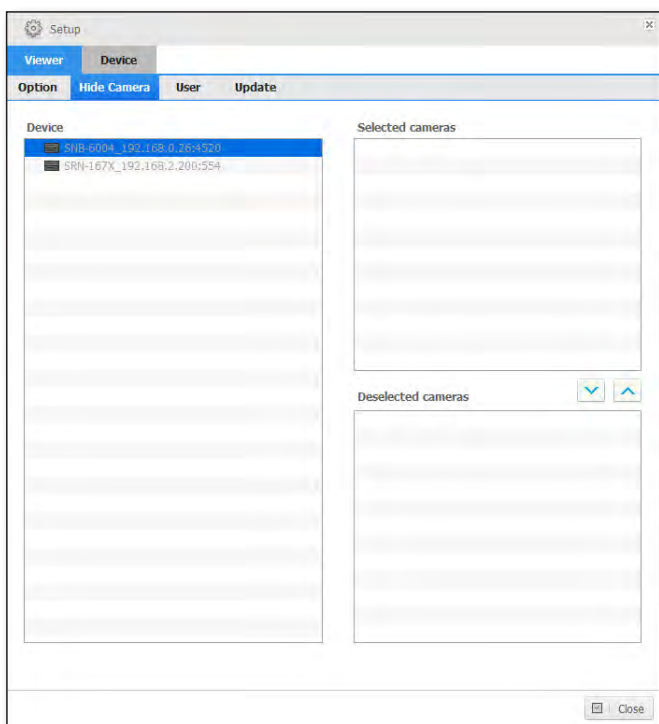 Setup
Viewer Device
Option Hide Camera User Update
Device
SNB-6004_192.168.0.26:4520
SRN-167X_192.168.2.200:554
Selected cameras
Deselected cameras
Close